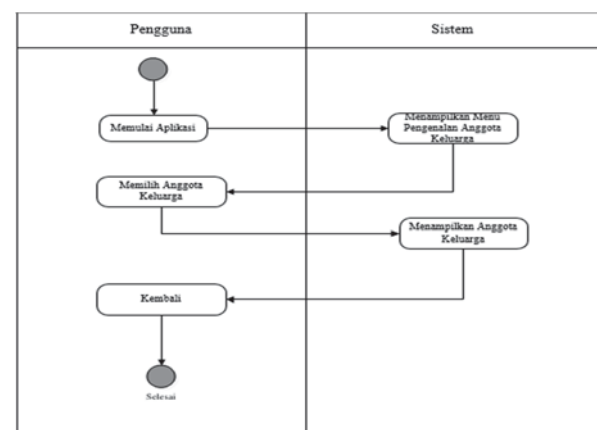 Pengguna
Sistem
Memulai Aplikasi
Menampilkan Menu
Pengenalan Anggota
Keluarga
Memilih Anggota
Keluarga
Menampilkan Anggota
Keluarga
Kembali
Selesai